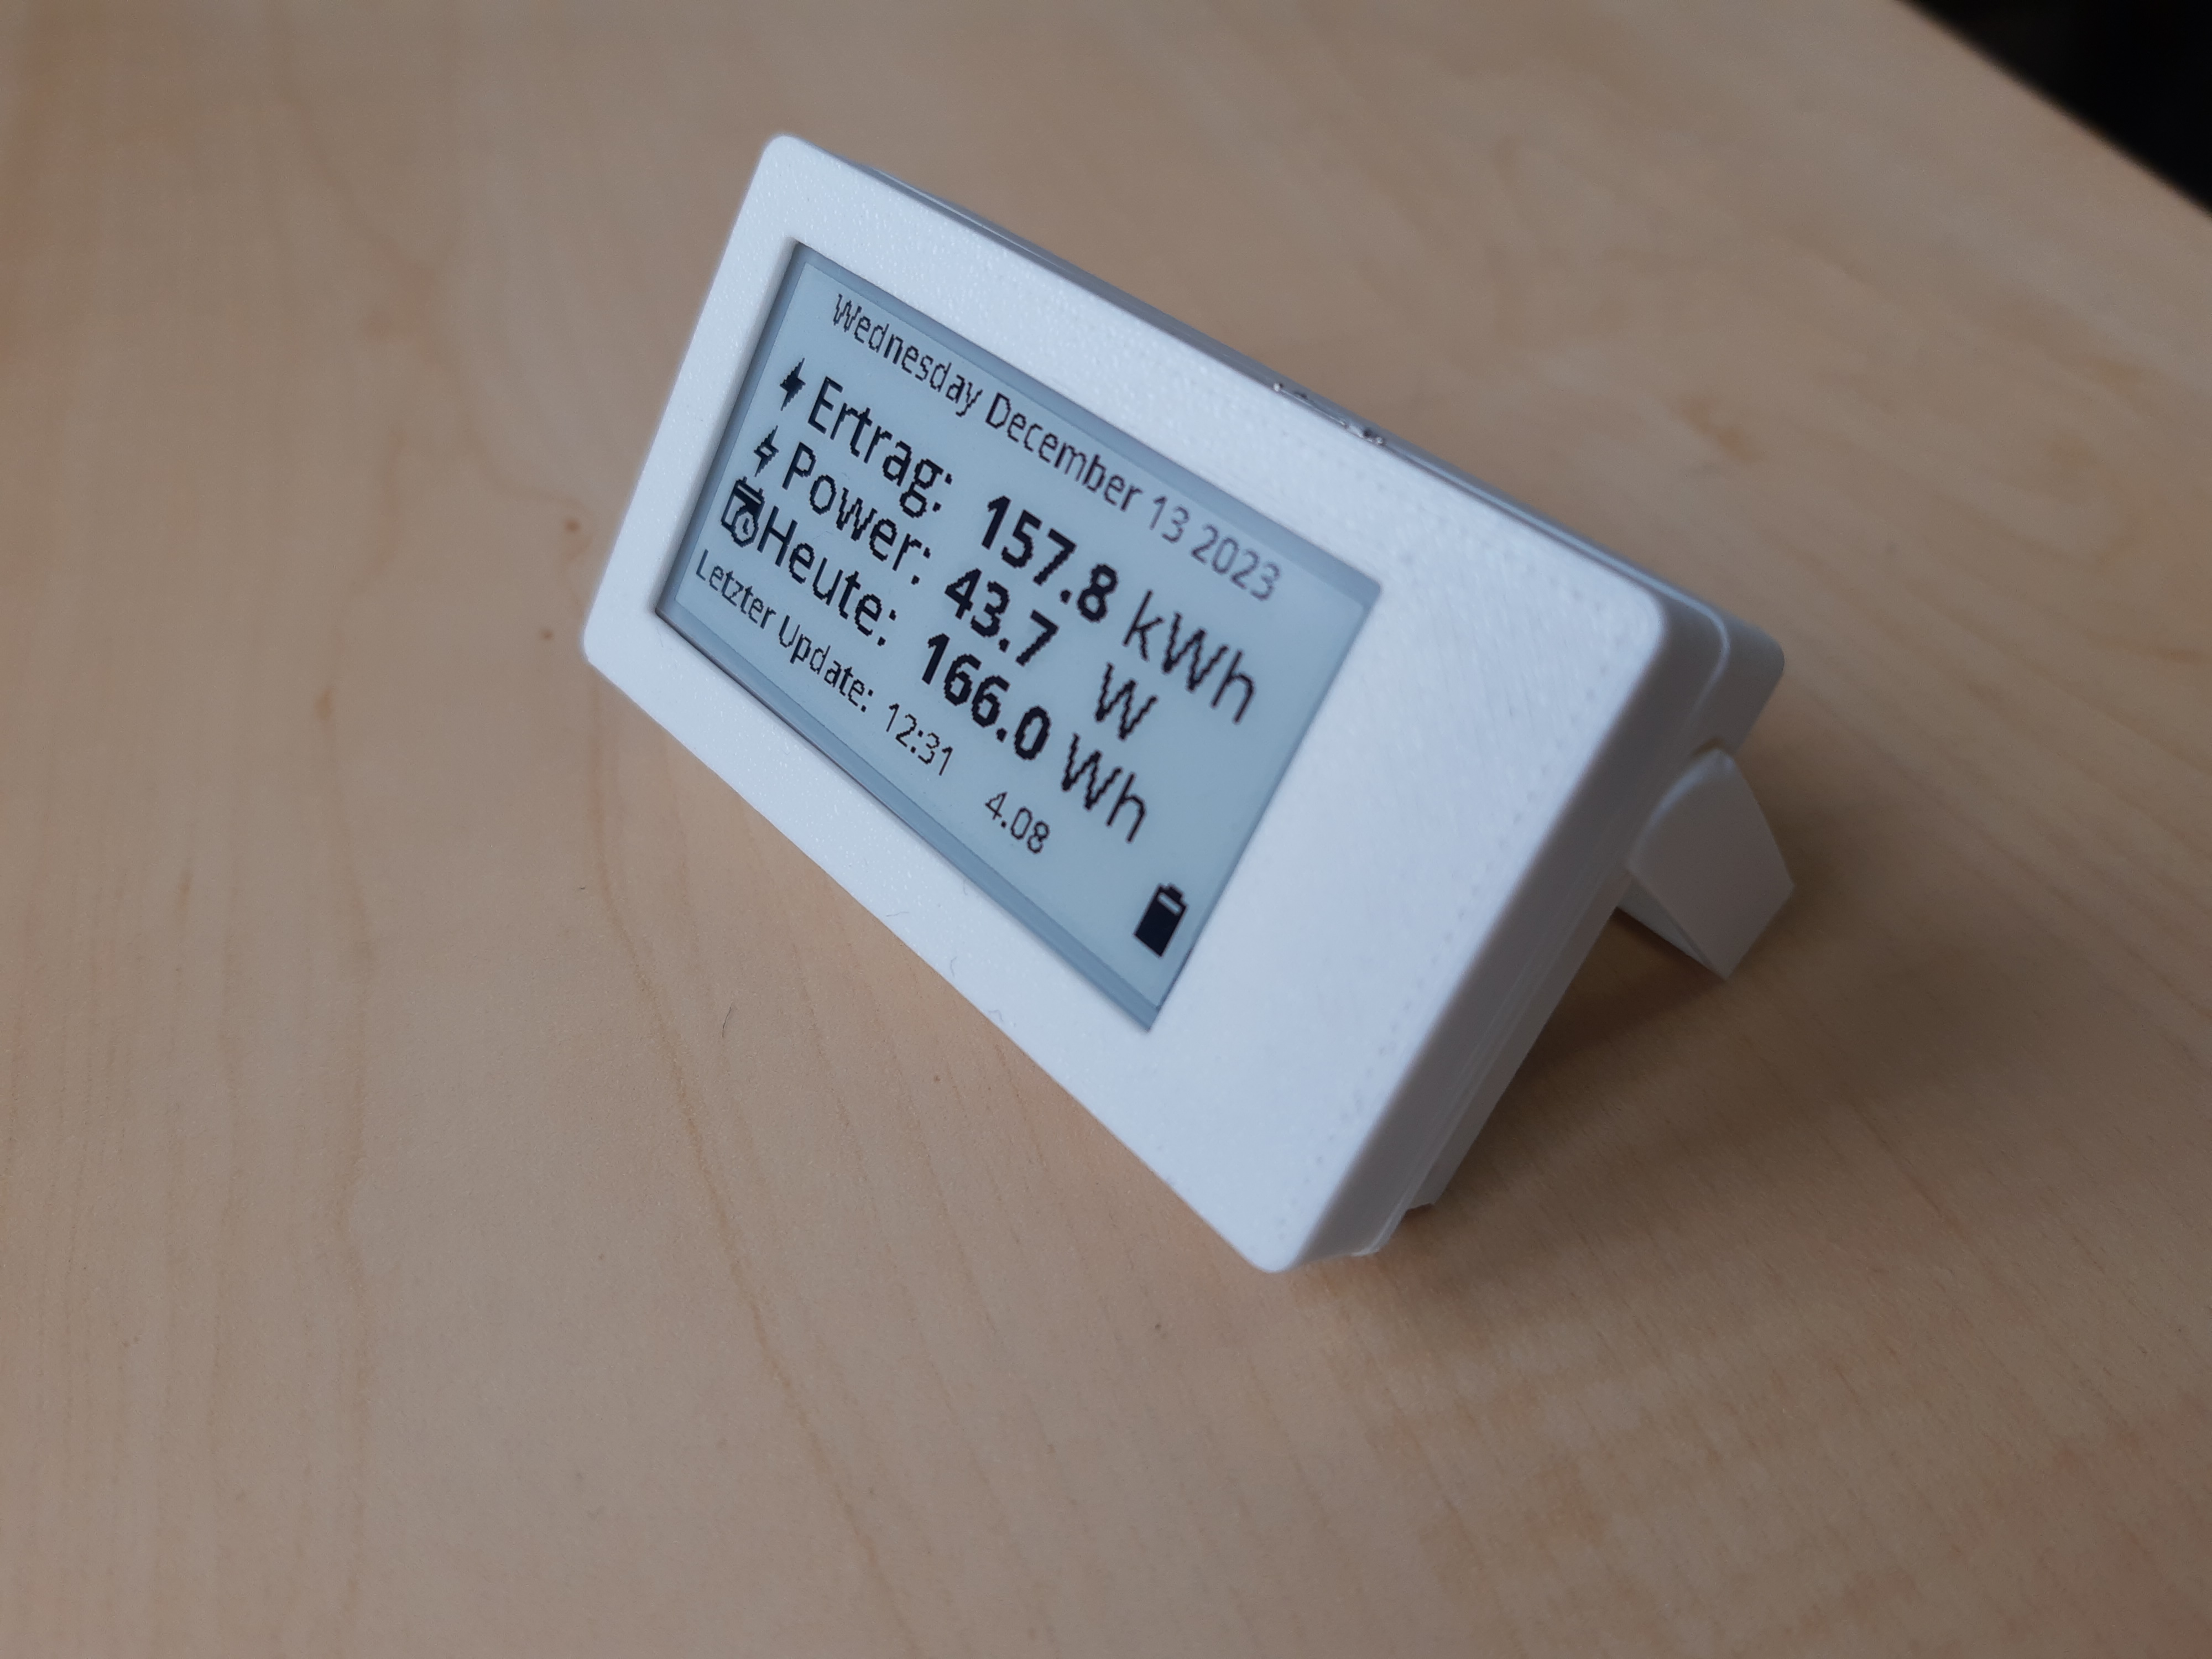 Wednesday December 13 2023
Ertrag: 157.8 kWh
Power: 43.7 W
Heute: 166.0 Wh
Letzter Update: 12:31 4.08